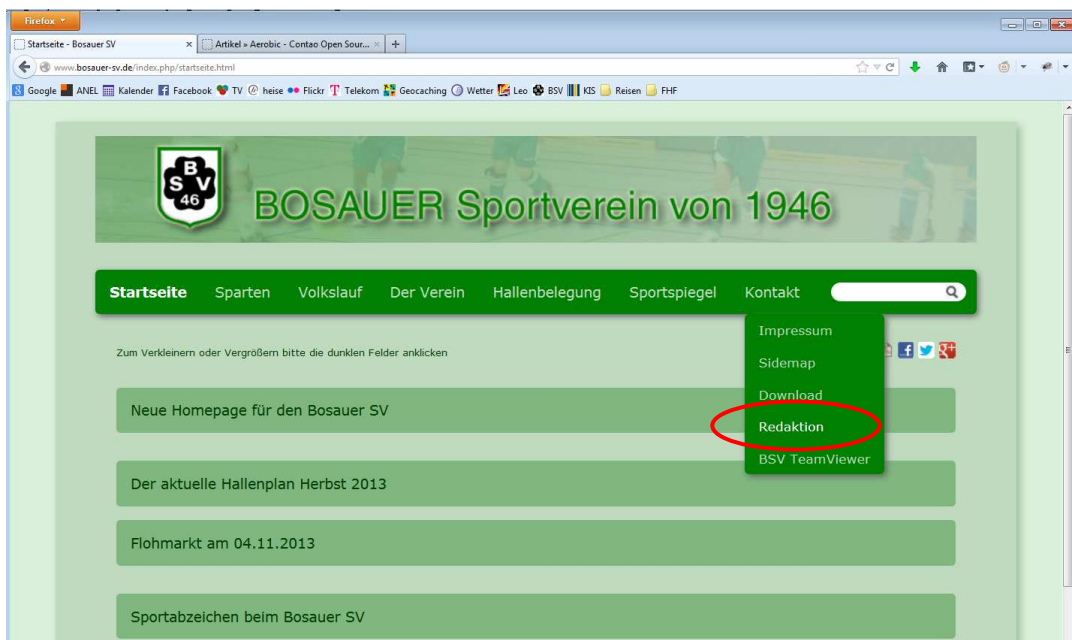 Firefox
Startseite - Bosauer SV
Artikel » Aerobic - Contao Open Sour...
www.bosauer-sv.de/index.php/startseite.html
Google ANEL Kalender Facebook TV heise Flickr Telekom Geocaching Wetter Leo BSV KIS Reisen FHF
B
S V
46
BOSAUER Sportverein von 1946
Startseite Sparten Volkslauf Der Verein Hallenbelegung Sportspiegel Kontakt
Impressum
Zum Verkleinern oder Vergrößern bitte die dunklen Felder anklicken
Sidemap
Download
Neue Homepage für den Bosauer SV
Redaktion
BSV TeamViewer
Der aktuelle Hallenplan Herbst 2013
Flohmarkt am 04.11.2013
Sportabzeichen beim Bosauer SV